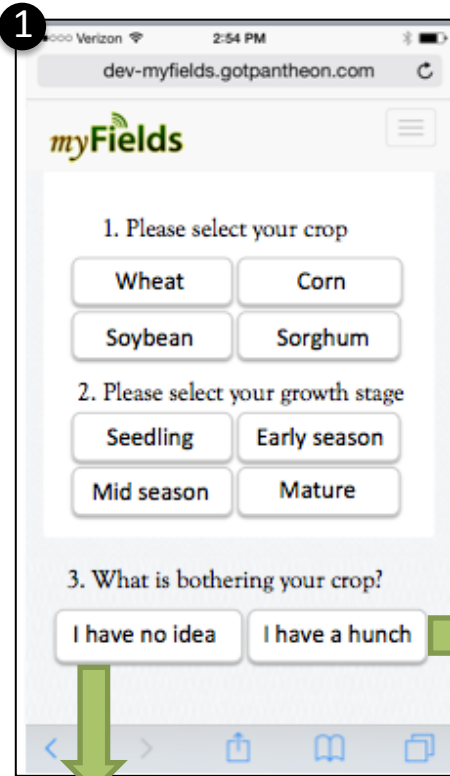 1
Verizon 2:54 PM
dev-myfields.gotpantheon.com
myFields
1. Please select your crop
Wheat Corn
Soybean Sorghum
2. Please select your growth stage
Seedling Early season
Mid season Mature
3. What is bothering your crop?
I have no idea I have a hunch